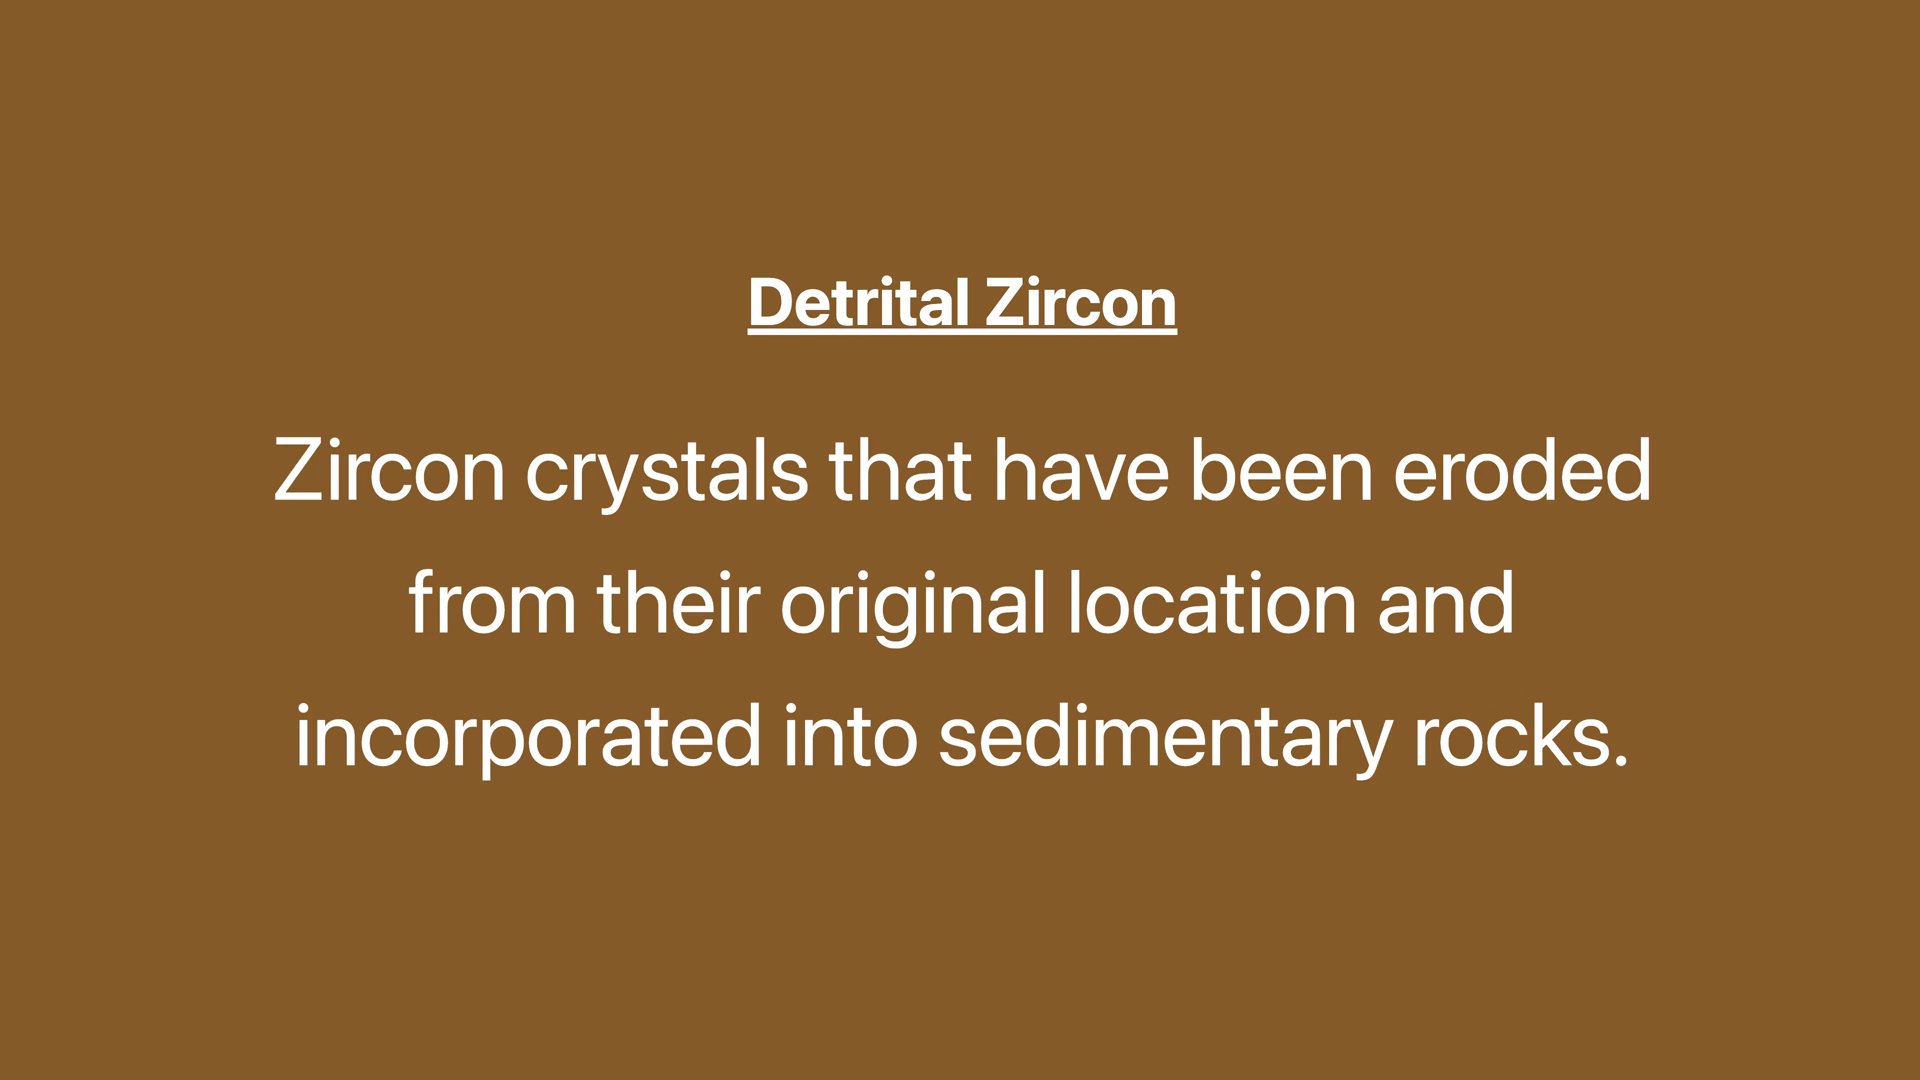 Detrital Zircon
Zircon crystals that have been eroded
from their original location and
incorporated into sedimentary rocks.